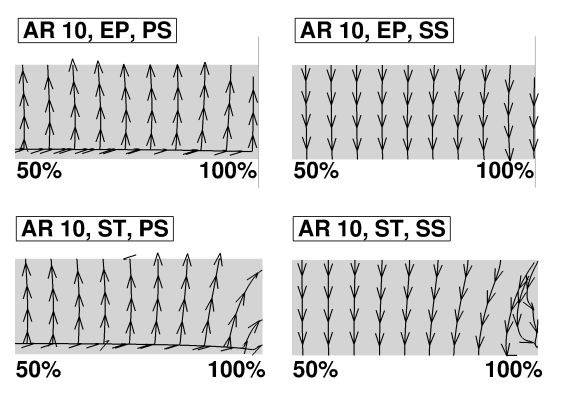 AR 10, EP, PS
AR 10, EP, SS
50% 100%
50% 100%
AR 10, ST, PS
AR 10, ST, SS
50% 100%
50% 100%